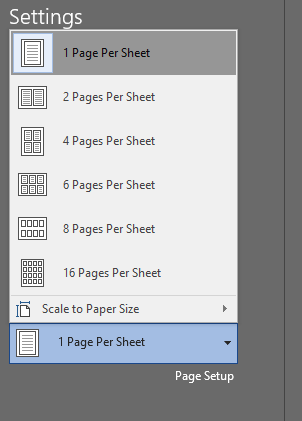 Settings
1 Page Per Sheet
2 Pages Per Sheet
4 Pages Per Sheet
6 Pages Per Sheet
8 Pages Per Sheet
16 Pages Per Sheet
Scale to Paper Size
1 Page Per Sheet
Page Setup